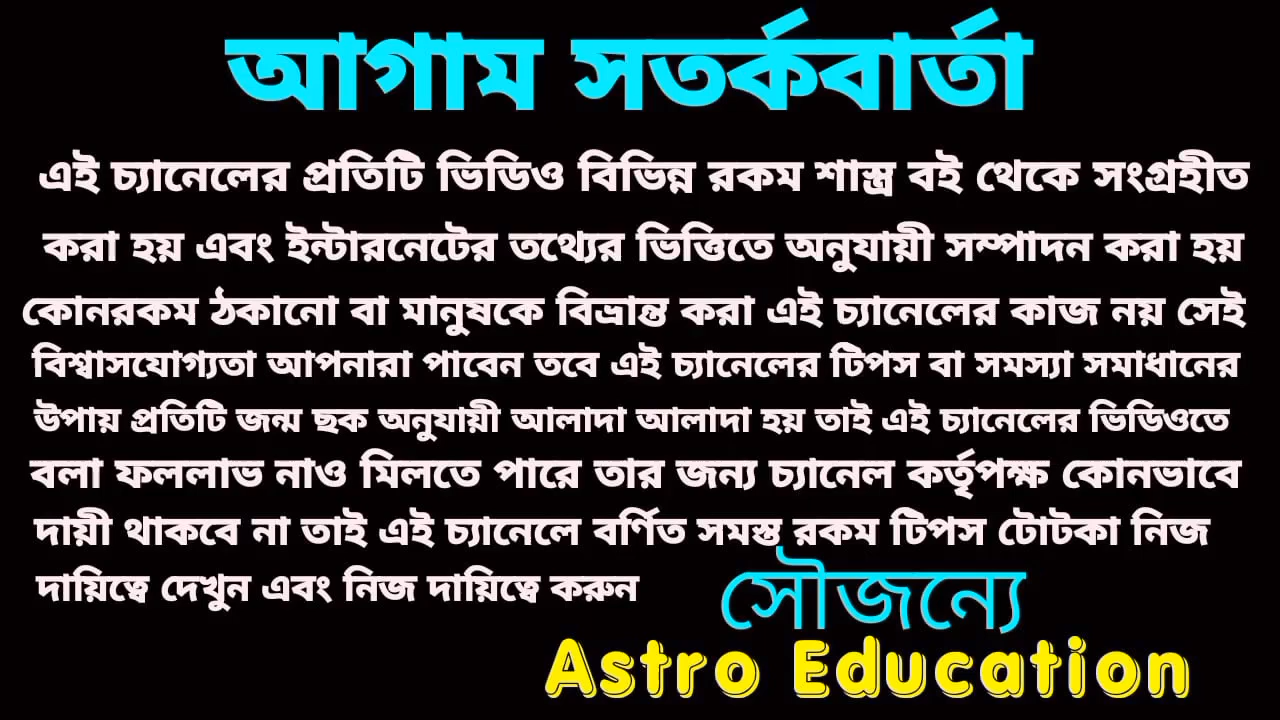 আগাম সতর্কবার্তা
এই চ্যানেলের প্রতিটি ভিডিও বিভিন্ন রকম শাস্ত্র বই থেকে সংগ্রহীত
করা হয় এবং ইন্টারনেটের তথ্যের ভিত্তিতে অনুযায়ী সম্পাদন করা হয়
কোনরকম ঠকানো বা মানুষকে বিভ্রান্ত করা এই চ্যানেলের কাজ নয় সেই
বিশ্বাসযোগ্যতা আপনারা পাবেন তবে এই চ্যানেলের টিপস বা সমস্যা সমাধানের
উপায় প্রতিটি জন্ম ছক অনুযায়ী আলাদা আলাদা হয় তাই এই চ্যানেলের ভিডিওতে
বলা ফললাভ নাও মিলতে পারে তার জন্য চ্যানেল কর্তৃপক্ষ কোনভাবে
দায়ী থাকবে না তাই এই চ্যানেলে বর্ণিত সমস্ত রকম টিপস টোটকা নিজ
দায়িত্বে দেখুন এবং নিজ দায়িত্বে করুন
সৌজন্যে
Astro Education